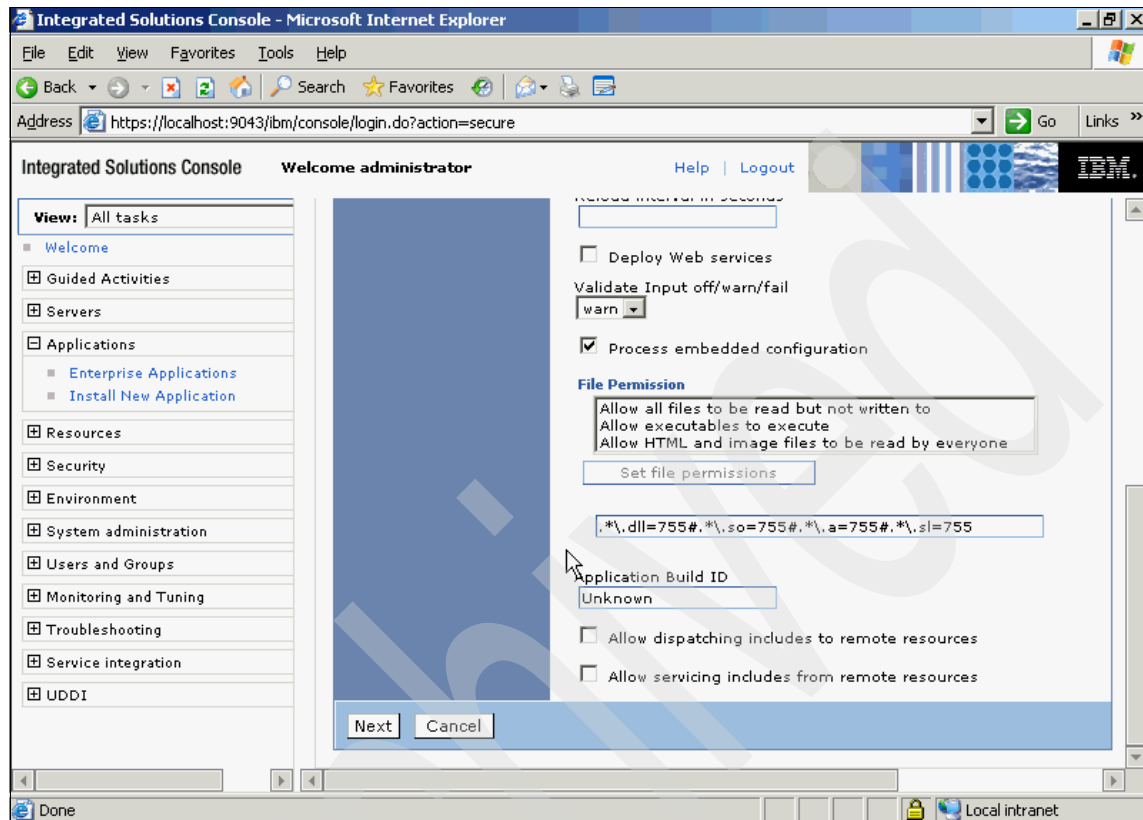 Integrated Solutions Console - Microsoft Internet Explorer
File Edit View Favorites Tools Help
Back Search Favorites
Address https://localhost:9043/ibm/console/login.do?action=secure Go Links »
Integrated Solutions Console Welcome administrator Help | Logout IBM.
View: All tasks
Welcome
Guided Activities
Servers
Applications
Enterprise Applications
Install New Application
Resources
Security
Environment
System administration
Users and Groups
Monitoring and Tuning
Troubleshooting
Service integration
UDDI
Reload interval in seconds
Deploy Web services
Validate Input off/warn/fail
warn
Process embedded configuration
File Permission
Allow all files to be read but not written to
Allow executables to execute
Allow HTML and image files to be read by everyone
Set file permissions
.*\.dll=755#.*\.so=755#.*\.a=755#.*\.sl=755
Application Build ID
Unknown
Allow dispatching includes to remote resources
Allow servicing includes from remote resources
Next Cancel
Done Local intranet